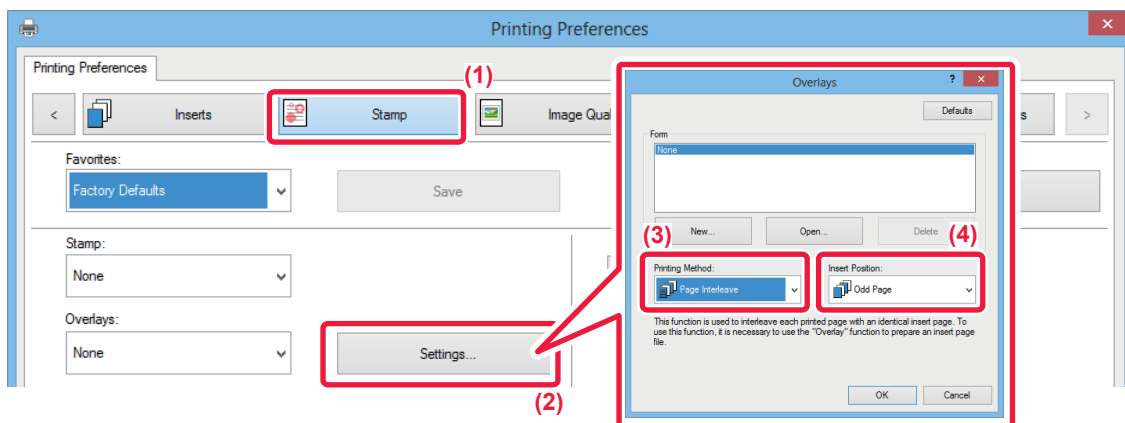 Printing Preferences
Printing Preferences
(1)
<
Inserts
Stamp
Image Qua
s
>
Favorites:
Factory Defaults
Save
Stamp:
None
Overlays:
None
Settings...
(2)
Overlays
?
Defaults
Form
None
New...
Open...
Delete
(3)
(4)
Printing Method:
Page Interleave
Insert Position:
Odd Page
This function is used to interleave each printed page with an identical insert page. To
use this function, it is necessary to use the "Overlay" function to prepare an insert page
file.
OK
Cancel